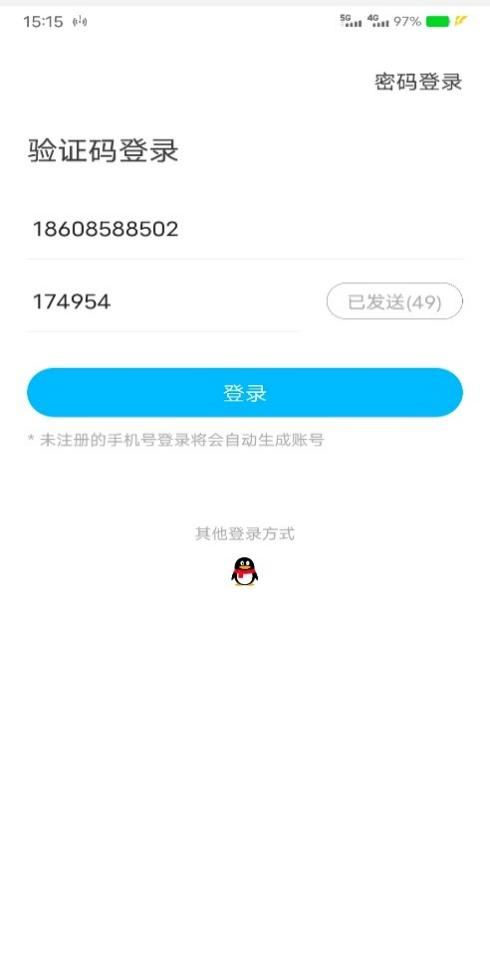 15:15 5G 4G 97%
密码登录
验证码登录
18608588502
174954 已发送(49)
登录
* 未注册的手机号登录将会自动生成账号
其他登录方式